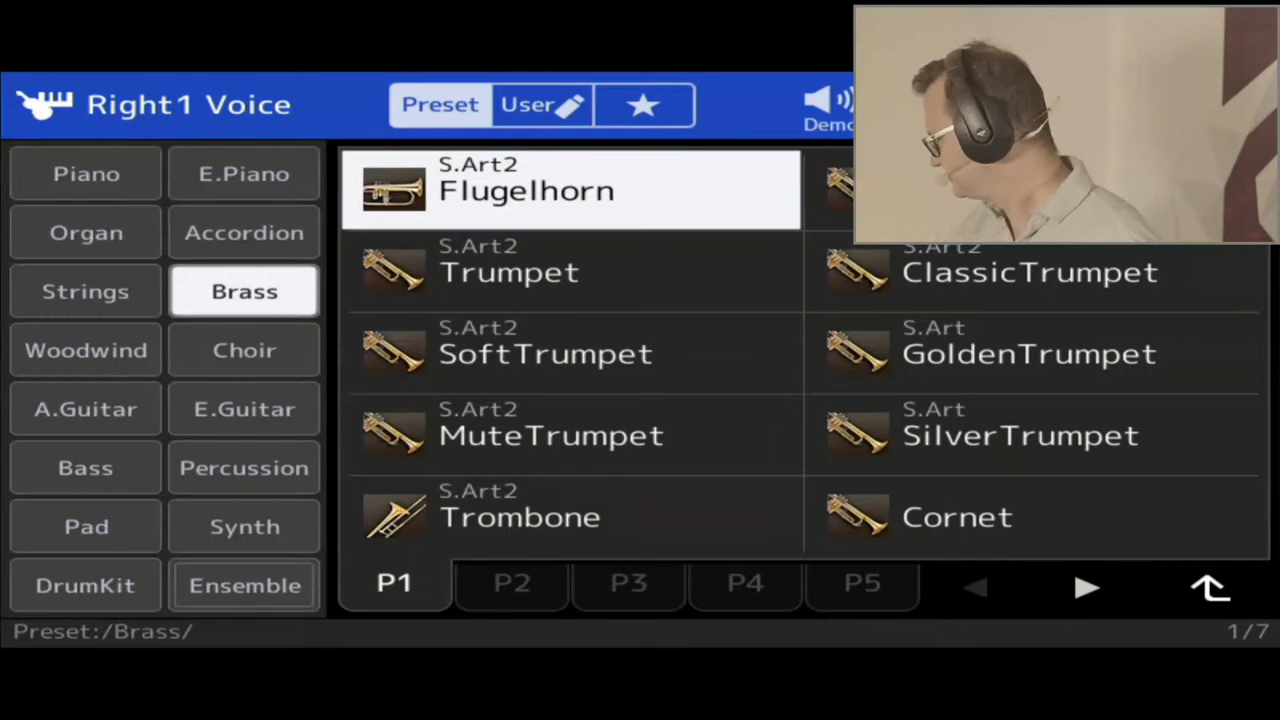 Right1 Voice
Preset
User
Demo
Piano
E.Piano
Organ
Accordion
Strings
Brass
Woodwind
Choir
A.Guitar
E.Guitar
Bass
Percussion
Pad
Synth
DrumKit
Ensemble
S.Art2
Flugelhorn
S.Art2
Trumpet
S.Art2
ClassicTrumpet
S.Art2
SoftTrumpet
S.Art
GoldenTrumpet
S.Art2
MuteTrumpet
S.Art
SilverTrumpet
S.Art2
Trombone
Cornet
P1
P2
P3
P4
P5
Preset:/Brass/
1/7